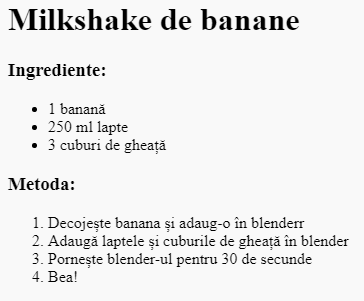 Milkshake de banane
Ingrediente:
• 1 banană
• 250 ml lapte
• 3 cuburi de gheață
Metoda:
1. Decojește banana și adaug-o în blenderr
2. Adaugă laptele și cuburile de gheață în blender
3. Pornește blender-ul pentru 30 de secunde
4. Bea!